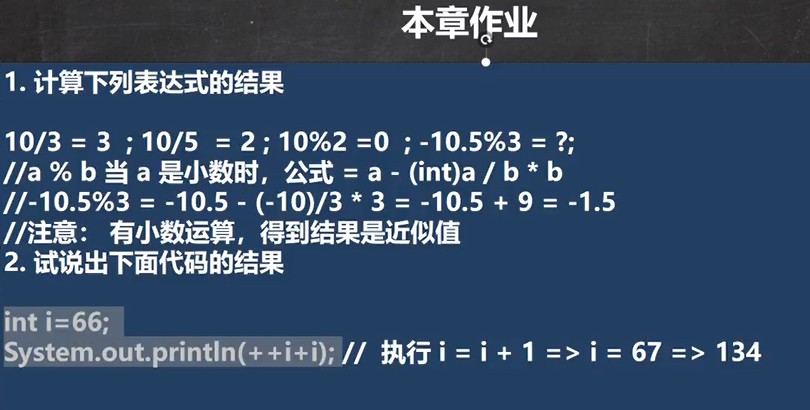 本章作业
1. 计算下列表达式的结果
10/3 = 3 ; 10/5 = 2 ; 10%2 =0 ; -10.5%3 = ?;
//a % b 当 a 是小数时，公式 = a - (int)a / b * b
//-10.5%3 = -10.5 - (-10)/3 * 3 = -10.5 + 9 = -1.5
//注意： 有小数运算，得到结果是近似值
2. 试说出下面代码的结果
int i=66;
System.out.println(++i+i); // 执行 i = i + 1 => i = 67 => 134